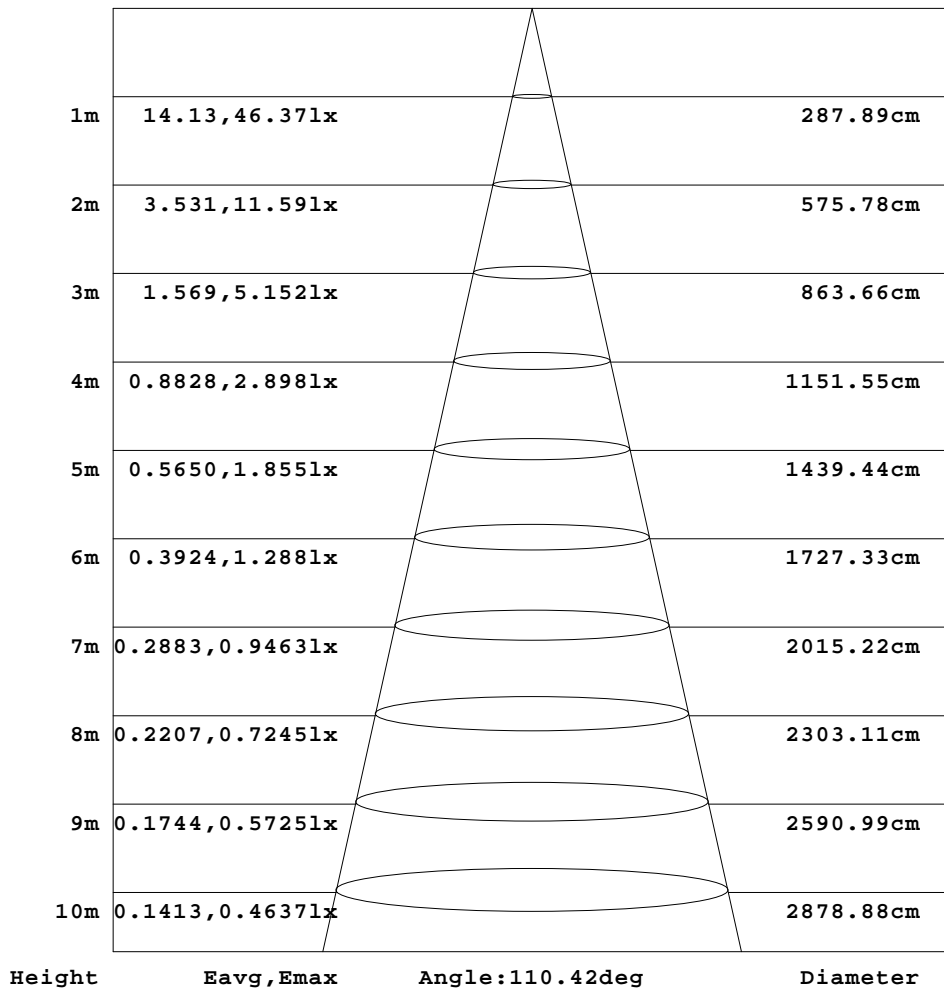 1m 14.13,46.37lx 287.89cm
2m 3.531,11.59lx 575.78cm
3m 1.569,5.152lx 863.66cm
4m 0.8828,2.898lx 1151.55cm
5m 0.5650,1.855lx 1439.44cm
6m 0.3924,1.288lx 1727.33cm
7m 0.2883,0.9463lx 2015.22cm
8m 0.2207,0.7245lx 2303.11cm
9m 0.1744,0.5725lx 2590.99cm
10m 0.1413,0.4637lx 2878.88cm
Height Eavg,Emax Angle:110.42deg Diameter